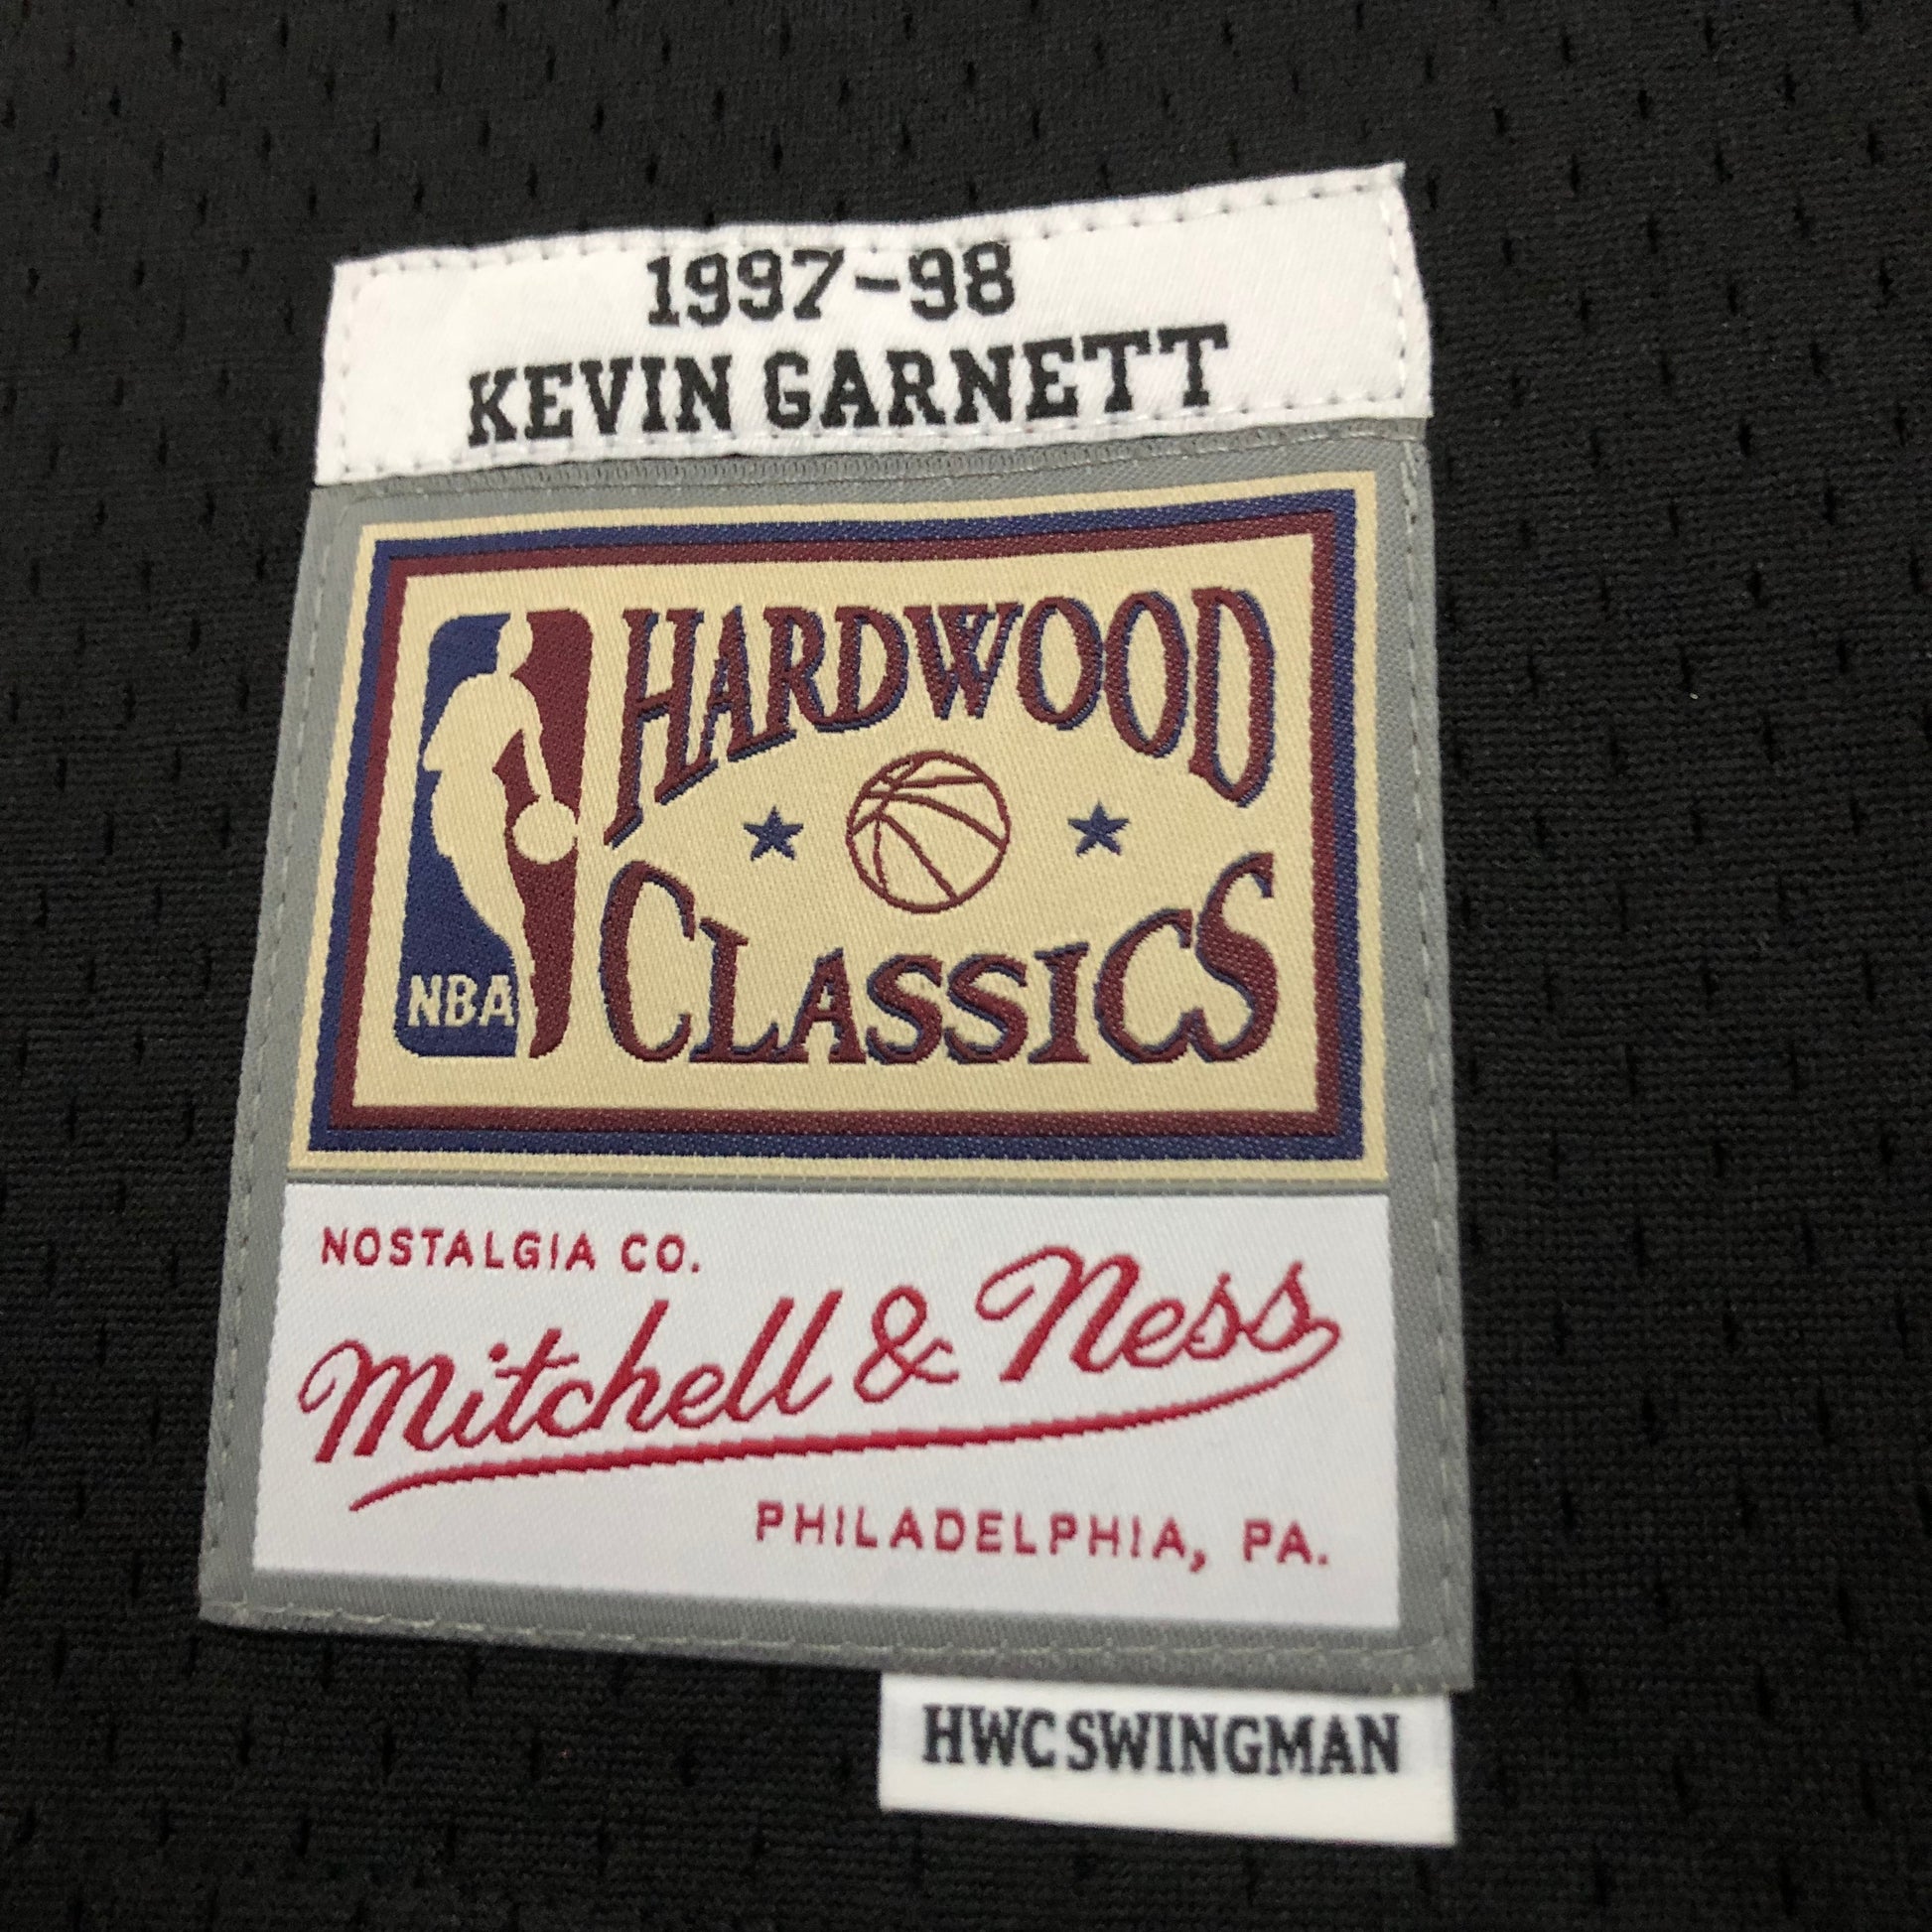 1997-98
KEVIN GARNETT
HARDWOOD
CLASSICS
NBA
NOSTALGIA CO.
Mitchell & Ness
PHILADELPHIA, PA.
HWC SWINGMAN